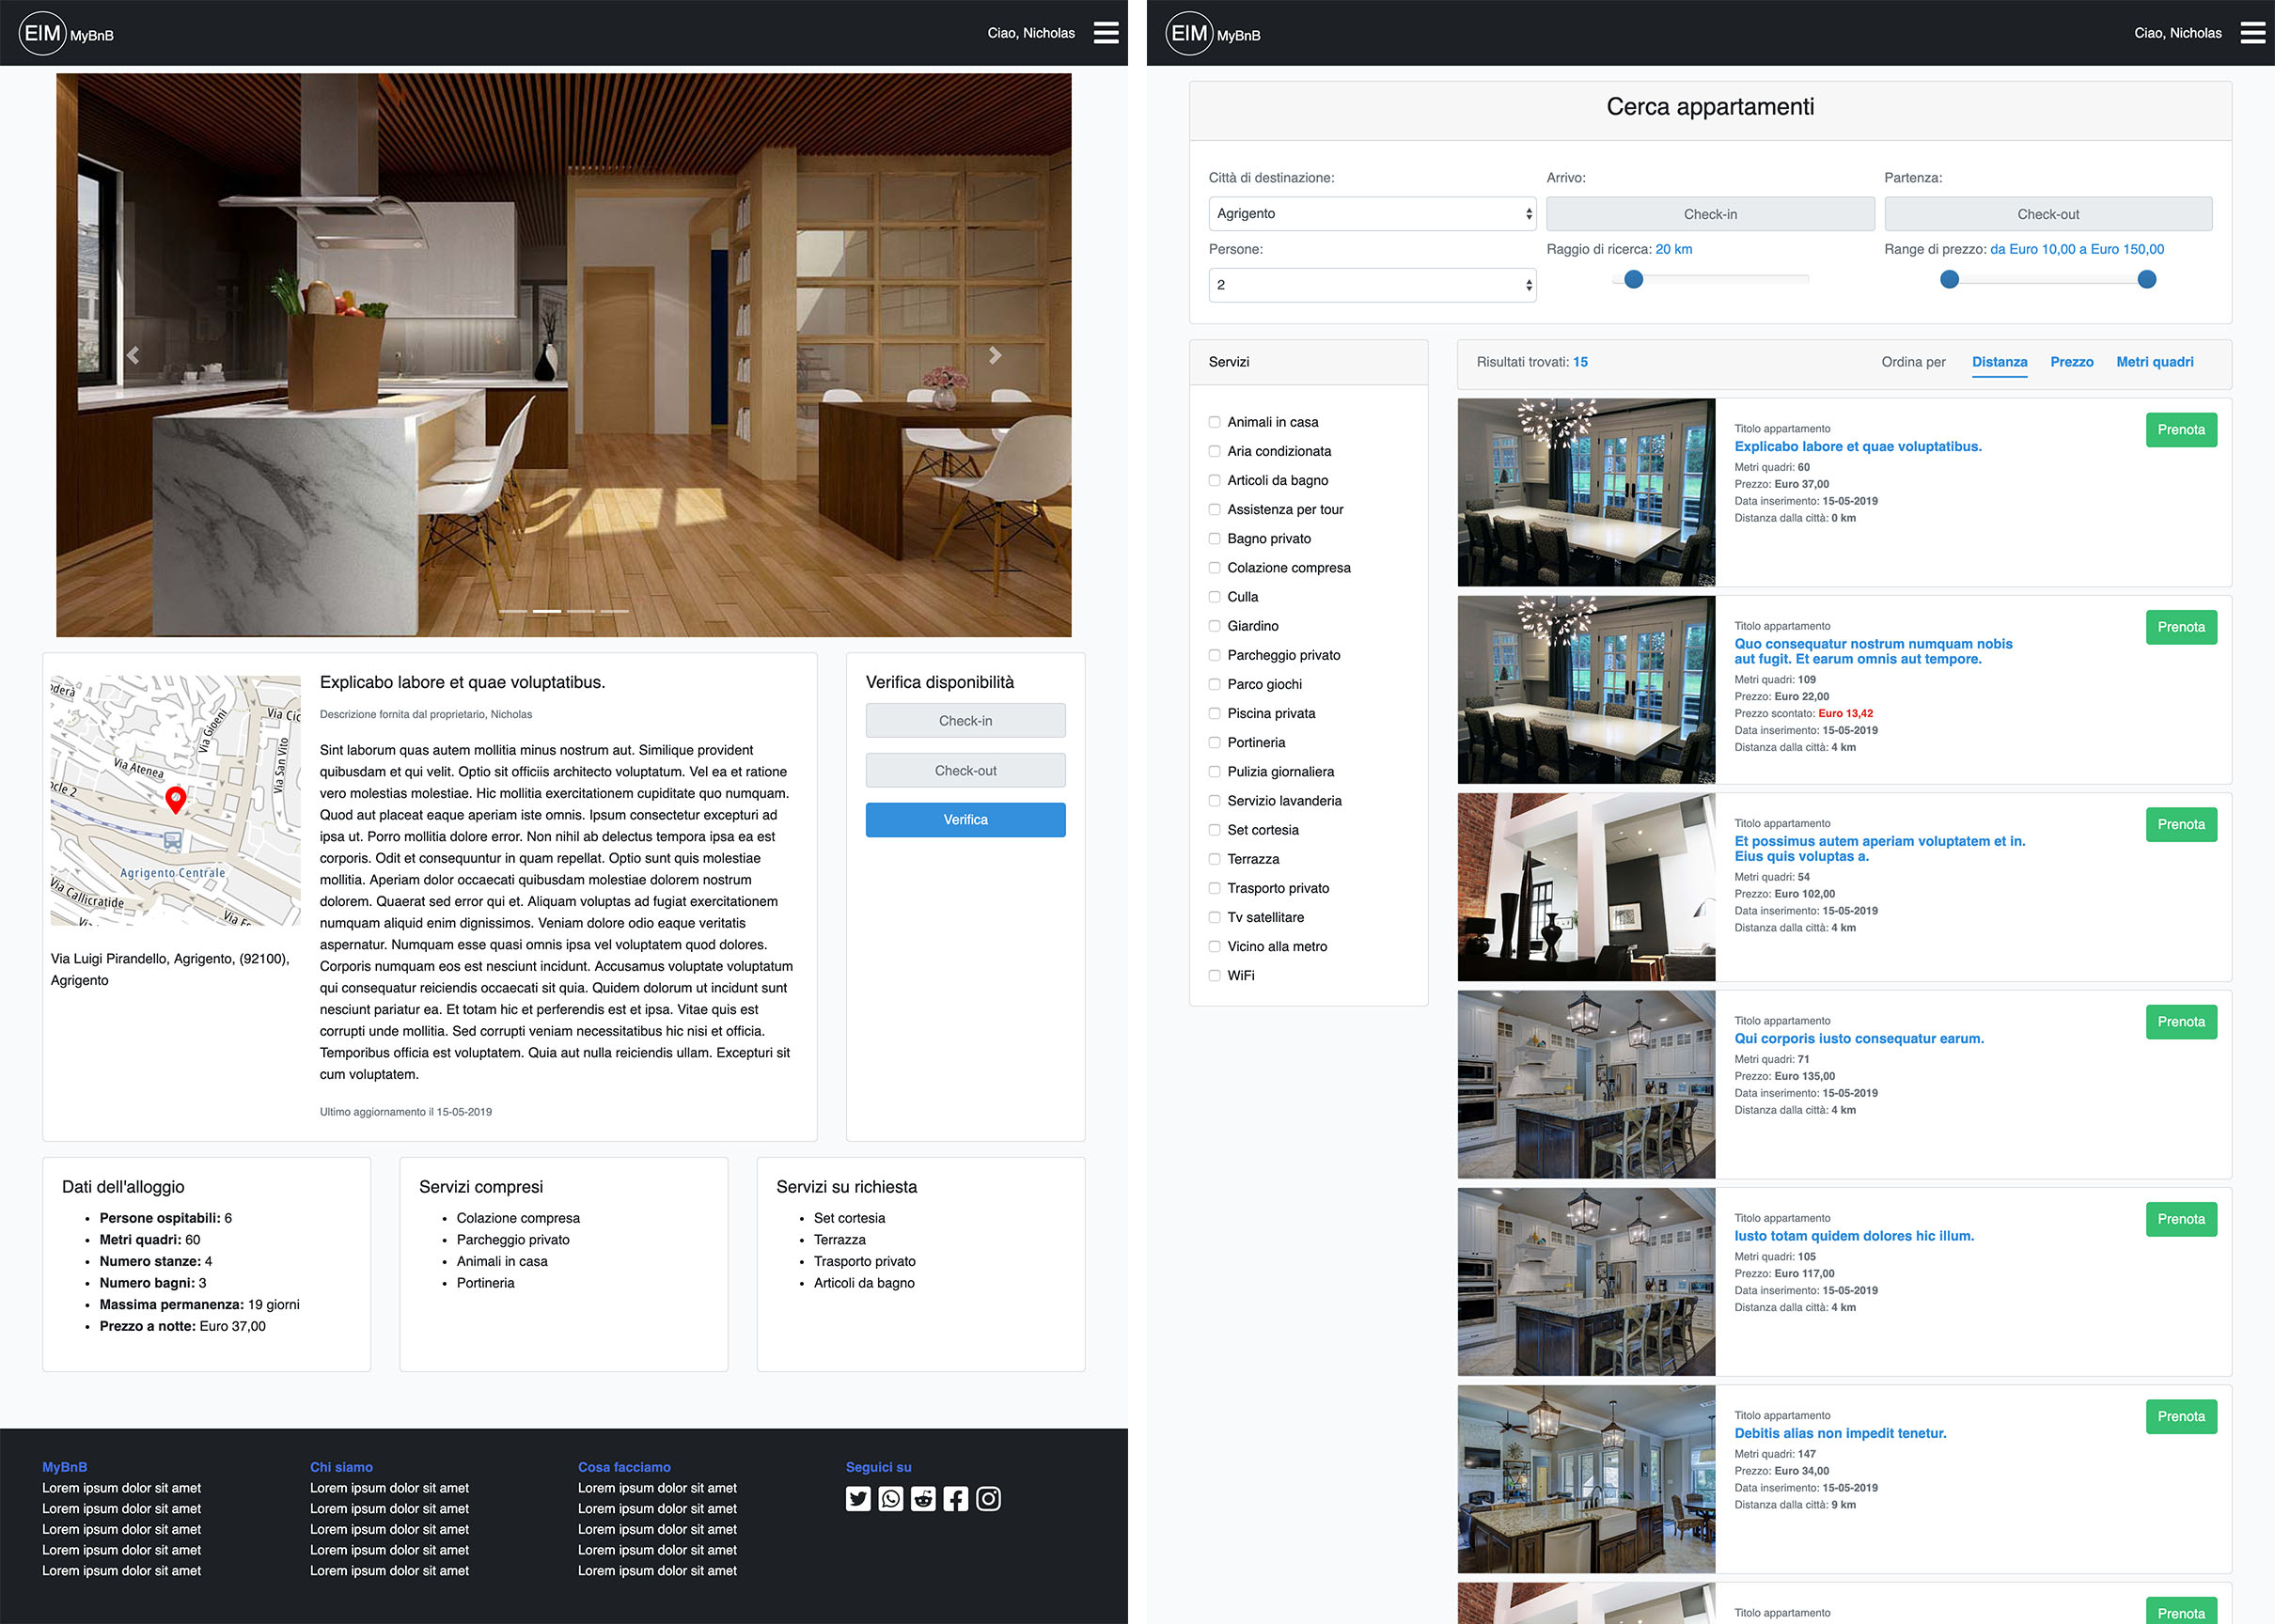 EIM MyBnB
Ciao, Nicholas
Via Gioeni
Via Cic
Via San Vito
Via Atenea
Agrigento Centrale
Via Callicratide
Via Luigi Pirandello, Agrigento, (92100),
Agrigento
Explicabo labore et quae voluptatibus.
Descrizione fornita dal proprietario, Nicholas
Sint laborum quas autem mollitia minus nostrum aut. Similique provident
quibusdam et qui velit. Optio sit officiis architecto voluptatum. Vel ea et ratione
vero molestias molestiae. Hic mollitia exercitationem cupiditate quo numquam.
Quod aut placeat eaque aperiam iste omnis. Ipsum consectetur excepturi ad
ipsa ut. Porro mollitia dolore error. Non nihil ab delectus tempora ipsa ea est
corporis. Odit et consequuntur in quam repellat. Optio sunt quis molestiae
mollitia. Aperiam dolor occaecati quibusdam molestiae dolorem nostrum
dolorem. Quaerat sed error qui et. Aliquam voluptas ad fugiat exercitationem
numquam aliquid enim dignissimos. Veniam dolore odio eaque veritatis
aspernatur. Numquam esse quasi omnis ipsa vel voluptatem quod dolores.
Corporis numquam eos est nesciunt incidunt. Accusamus voluptate voluptatum
qui consequatur reiciendis occaecati sit quia. Quidem dolorum ut incidunt sunt
nesciunt pariatur ea. Et totam hic et perferendis est et ipsa. Vitae quis est
corrupti unde mollitia. Sed corrupti veniam necessitatibus hic nisi et officia.
Temporibus officia est voluptatem. Quia aut nulla reiciendis ullam. Excepturi sit
cum voluptatem.
Ultimo aggiornamento il 15-05-2019
Verifica disponibilità
Check-in
Check-out
Verifica
Dati dell'alloggio
• Persone ospitabili: 6
• Metri quadri: 60
• Numero stanze: 4
• Numero bagni: 3
• Massima permanenza: 19 giorni
• Prezzo a notte: Euro 37,00
Servizi compresi
• Colazione compresa
• Parcheggio privato
• Animali in casa
• Portineria
Servizi su richiesta
• Set cortesia
• Terrazza
• Trasporto privato
• Articoli da bagno
MyBnB
Lorem ipsum dolor sit amet
Lorem ipsum dolor sit amet
Lorem ipsum dolor sit amet
Lorem ipsum dolor sit amet
Lorem ipsum dolor sit amet
Chi siamo
Lorem ipsum dolor sit amet
Lorem ipsum dolor sit amet
Lorem ipsum dolor sit amet
Lorem ipsum dolor sit amet
Lorem ipsum dolor sit amet
Cosa facciamo
Lorem ipsum dolor sit amet
Lorem ipsum dolor sit amet
Lorem ipsum dolor sit amet
Lorem ipsum dolor sit amet
Lorem ipsum dolor sit amet
Seguici su
EIM MyBnB
Ciao, Nicholas
Cerca appartamenti
Città di destinazione:
Agrigento
Arrivo:
Check-in
Partenza:
Check-out
Persone:
2
Raggio di ricerca: 20 km
Range di prezzo: da Euro 10,00 a Euro 150,00
Servizi
Animali in casa
Aria condizionata
Articoli da bagno
Assistenza per tour
Bagno privato
Colazione compresa
Culla
Giardino
Parcheggio privato
Parco giochi
Piscina privata
Portineria
Pulizia giornaliera
Servizio lavanderia
Set cortesia
Terrazza
Trasporto privato
Tv satellitare
Vicino alla metro
WiFi
Risultati trovati: 15
Ordina per Distanza Prezzo Metri quadri
Titolo appartamento
Explicabo labore et quae voluptatibus.
Metri quadri: 60
Prezzo: Euro 37,00
Data inserimento: 15-05-2019
Distanza dalla città: 0 km
Prenota
Titolo appartamento
Quo consequatur nostrum numquam nobis
aut fugit. Et earum omnis aut tempore.
Metri quadri: 109
Prezzo: Euro 22,00
Prezzo scontato: Euro 13,42
Data inserimento: 15-05-2019
Distanza dalla città: 4 km
Prenota
Titolo appartamento
Et possimus autem aperiam voluptatem et in.
Eius quis voluptas a.
Metri quadri: 54
Prezzo: Euro 102,00
Data inserimento: 15-05-2019
Distanza dalla città: 4 km
Prenota
Titolo appartamento
Qui corporis iusto consequatur earum.
Metri quadri: 71
Prezzo: Euro 135,00
Data inserimento: 15-05-2019
Distanza dalla città: 4 km
Prenota
Titolo appartamento
Iusto totam quidem dolores hic illum.
Metri quadri: 105
Prezzo: Euro 117,00
Data inserimento: 15-05-2019
Distanza dalla città: 4 km
Prenota
Titolo appartamento
Debitis alias non impedit tenetur.
Metri quadri: 147
Prezzo: Euro 34,00
Data inserimento: 15-05-2019
Distanza dalla città: 9 km
Prenota
Titolo appartamento
Prenota